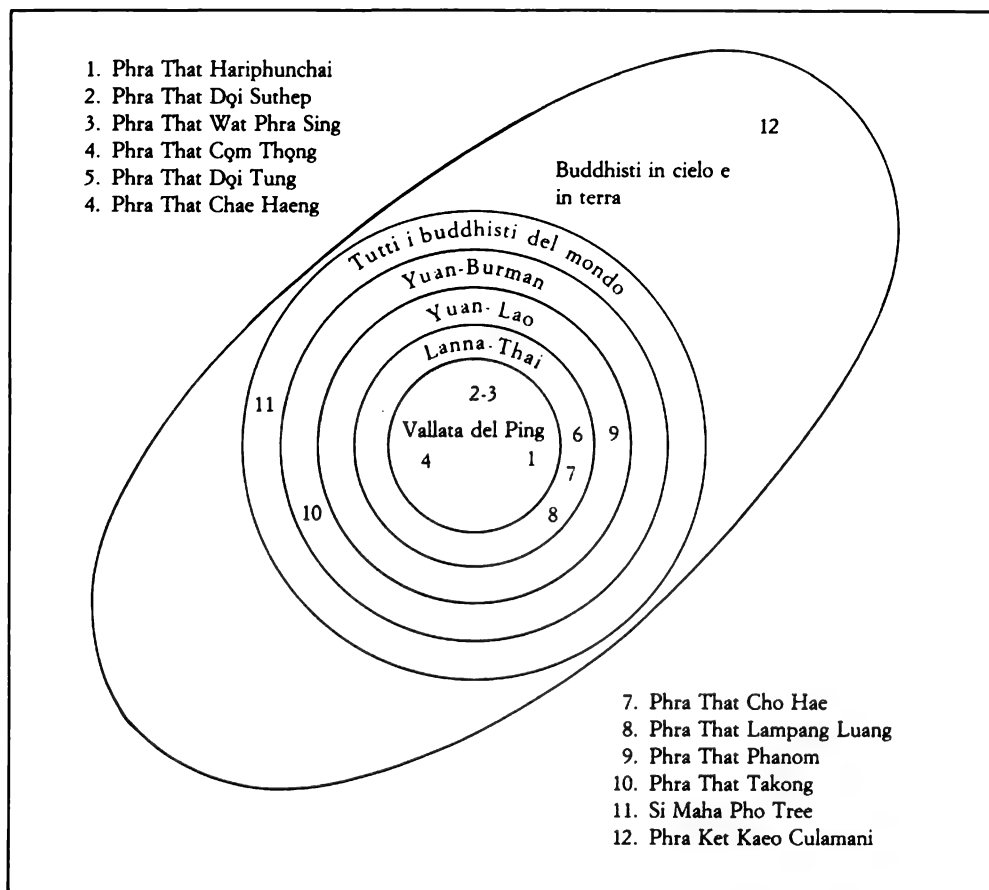 1. Phra That Hariphunchai
2. Phra That Dọi Suthep
3. Phra That Wat Phra Sing
4. Phra That Cọm Thọng
5. Phra That Dọi Tung
4. Phra That Chae Haeng
12
Buddhisti in cielo e
in terra
Tutti i buddhisti del mondo
Yuan-Burman
Yuan-Lao
Lanna-Thai
2-3
11
Vallata del Ping
6
9
4
1
7
10
8
7. Phra That Cho Hae
8. Phra That Lampang Luang
9. Phra That Phanom
10. Phra That Takong
11. Si Maha Pho Tree
12. Phra Ket Kaeo Culamani